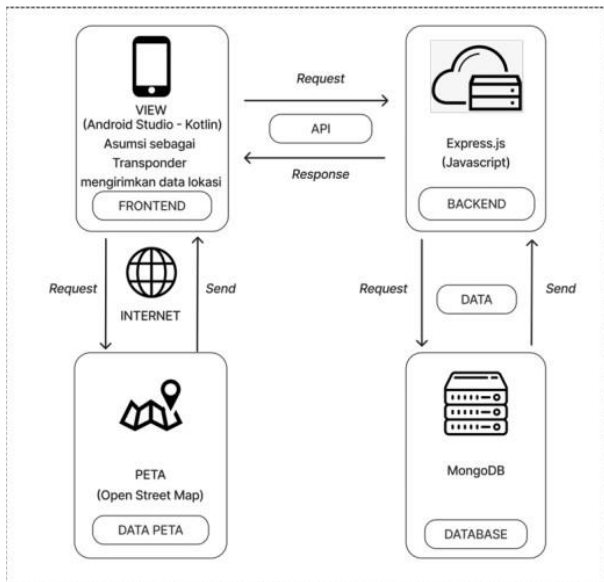 VIEW
(Android Studio - Kotlin)
Asumsi sebagai
Transponder
mengirimkan data lokasi
FRONTEND
Request
API
Response
Express.js
(Javascript)
BACKEND
Request
INTERNET
Send
Request
DATA
Send
PETA
(Open Street Map)
DATA PETA
MongoDB
DATABASE